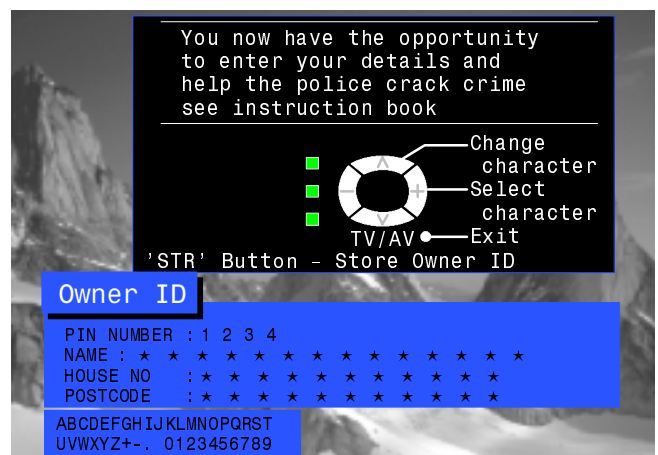 You now have the opportunity
to enter your details and
help the police crack crime
see instruction book
Change
character
Select
character
TV/AV Exit
'STR' Button – Store Owner ID
Owner ID
PIN NUMBER : 1 2 3 4
NAME : ★ ★ ★ ★ ★ ★ ★ ★ ★ ★ ★ ★ ★ ★
HOUSE NO : ★ ★ ★ ★ ★ ★ ★ ★ ★ ★ ★
POSTCODE : ★ ★ ★ ★ ★ ★ ★ ★ ★ ★ ★
ABCDEFGHIJKLMNOPQRST
UVWXYZ+-. 0123456789